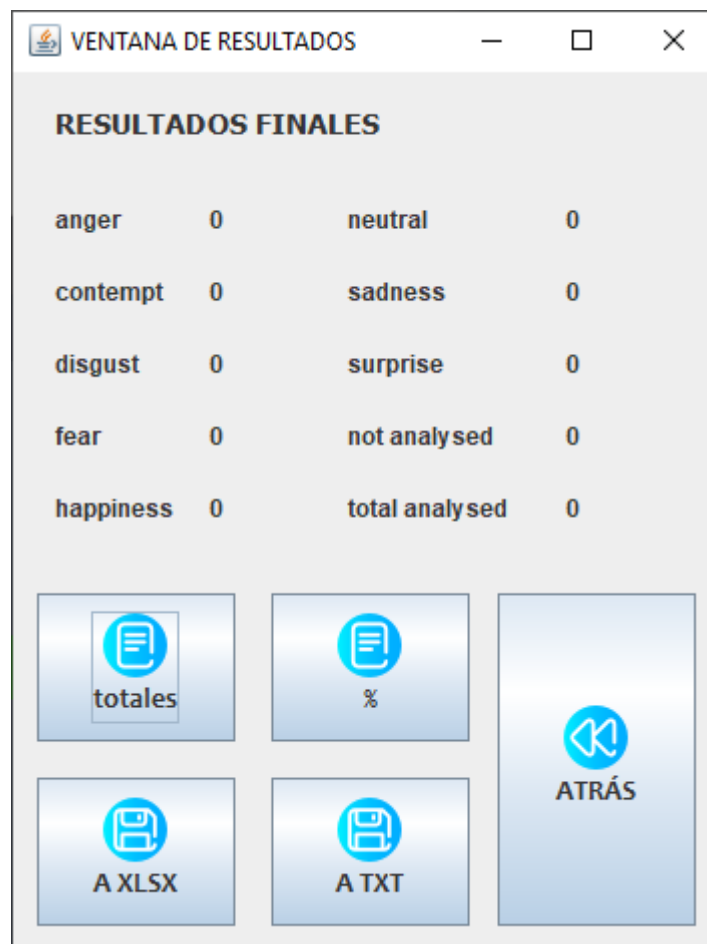 VENTANA DE RESULTADOS
RESULTADOS FINALES
anger 0 neutral 0
contempt 0 sadness 0
disgust 0 surprise 0
fear 0 not analysed 0
happiness 0 total analysed 0
totales % 
ATRÁS
A XLSX A TXT